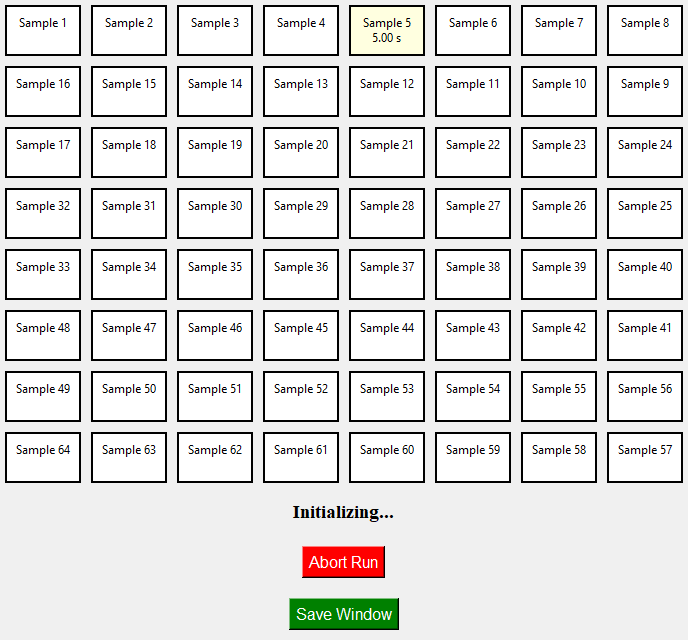 Sample 1 Sample 2 Sample 3 Sample 4 Sample 5 Sample 6 Sample 7 Sample 8
5.00 s
Sample 16 Sample 15 Sample 14 Sample 13 Sample 12 Sample 11 Sample 10 Sample 9
Sample 17 Sample 18 Sample 19 Sample 20 Sample 21 Sample 22 Sample 23 Sample 24
Sample 32 Sample 31 Sample 30 Sample 29 Sample 28 Sample 27 Sample 26 Sample 25
Sample 33 Sample 34 Sample 35 Sample 36 Sample 37 Sample 38 Sample 39 Sample 40
Sample 48 Sample 47 Sample 46 Sample 45 Sample 44 Sample 43 Sample 42 Sample 41
Sample 49 Sample 50 Sample 51 Sample 52 Sample 53 Sample 54 Sample 55 Sample 56
Sample 64 Sample 63 Sample 62 Sample 61 Sample 60 Sample 59 Sample 58 Sample 57
Initializing...
Abort Run
Save Window